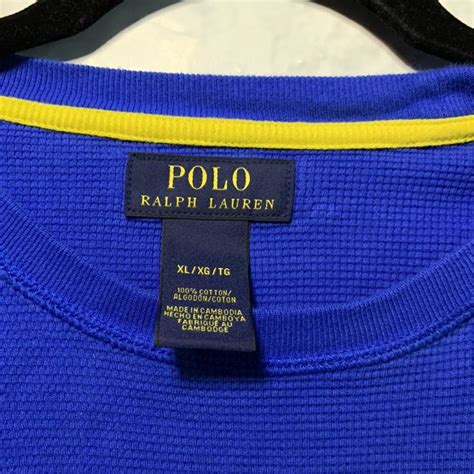 POLO
RALPH LAUREN
XL/XG/TG
100% COTTON/
ALGODÓN/COTON
MADE IN CAMBODIA
HECHO EN CAMBOYA
FABRIQUÉ AU
CAMBODGE